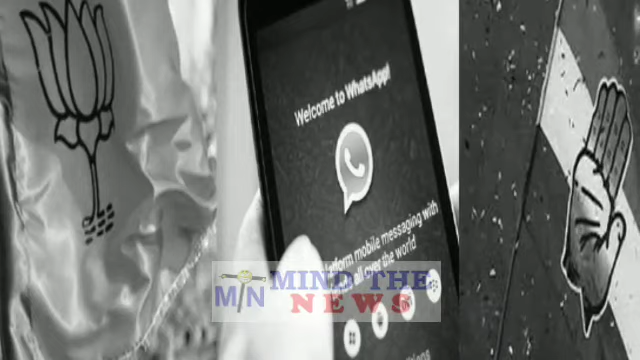 Welcome to WhatsApp!
mobile messaging with
all over the world
MIND THE
NEWS